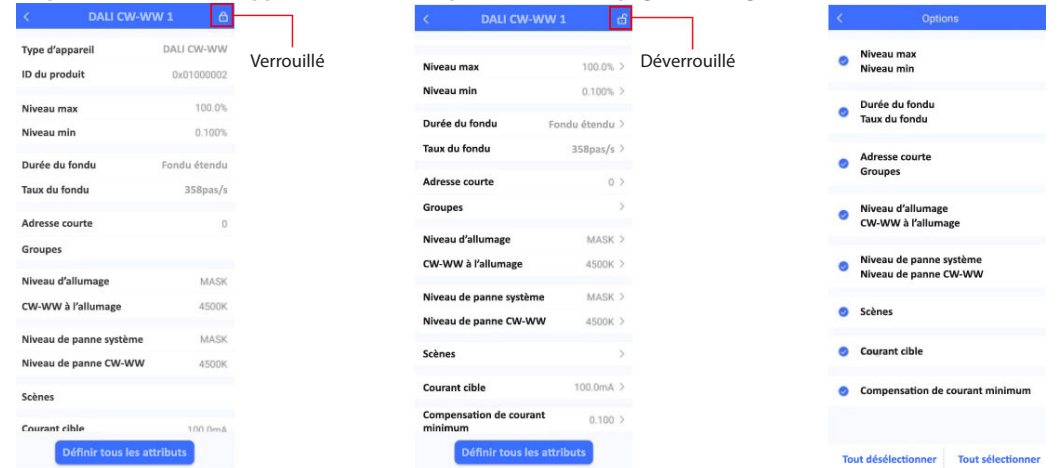 DALI CW-WW 1
Type d'appareil DALI CW-WW
ID du produit 0x01000002
Niveau max 100.0%
Niveau min 0.100%
Durée du fondu Fondu étendu
Taux du fondu 358pas/s
Adresse courte 0
Groupes
Niveau d'allumage MASK
CW-WW à l'allumage 4500K
Niveau de panne système MASK
Niveau de panne CW-WW 4500K
Scènes
Courant cible 100.0mA
Définir tous les attributs
Verrouillé
DALI CW-WW 1
Niveau max 100.0% >
Niveau min 0.100% >
Durée du fondu Fondu étendu >
Taux du fondu 358pas/s >
Adresse courte 0 >
Groupes >
Niveau d'allumage MASK >
CW-WW à l'allumage 4500K >
Niveau de panne système MASK >
Niveau de panne CW-WW 4500K >
Scènes >
Courant cible 100.0mA >
Compensation de courant
minimum 0.100 >
Définir tous les attributs
Déverrouillé
Options
Niveau max
Niveau min
Durée du fondu
Taux du fondu
Adresse courte
Groupes
Niveau d'allumage
CW-WW à l'allumage
Niveau de panne système
Niveau de panne CW-WW
Scènes
Courant cible
Compensation de courant minimum
Tout désélectionner Tout sélectionner